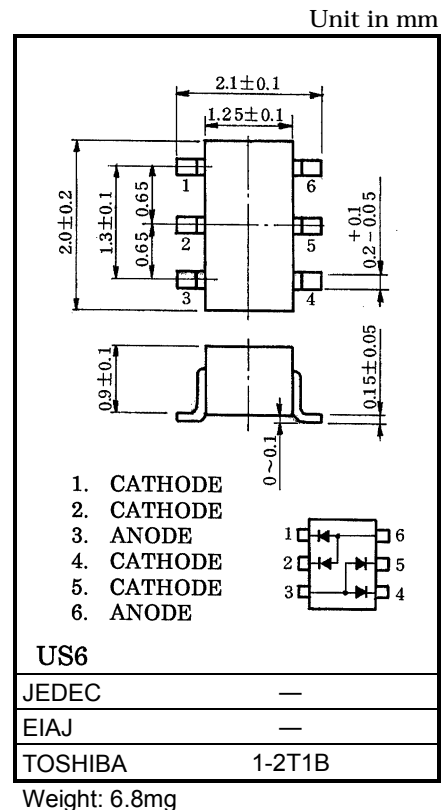 Unit in mm
2.1±0.1
1.25±0.1
1
6
2
5
3
4
2.0±0.2
1.3±0.1
0.65 0.65
+0.1
0.2-0.05
0.9±0.1
0.15±0.05
0~0.1
1. CATHODE
2. CATHODE
3. ANODE
4. CATHODE
5. CATHODE
6. ANODE
1
6
2
5
3
4
US6
JEDEC —
EIAJ —
TOSHIBA 1-2T1B
Weight: 6.8mg